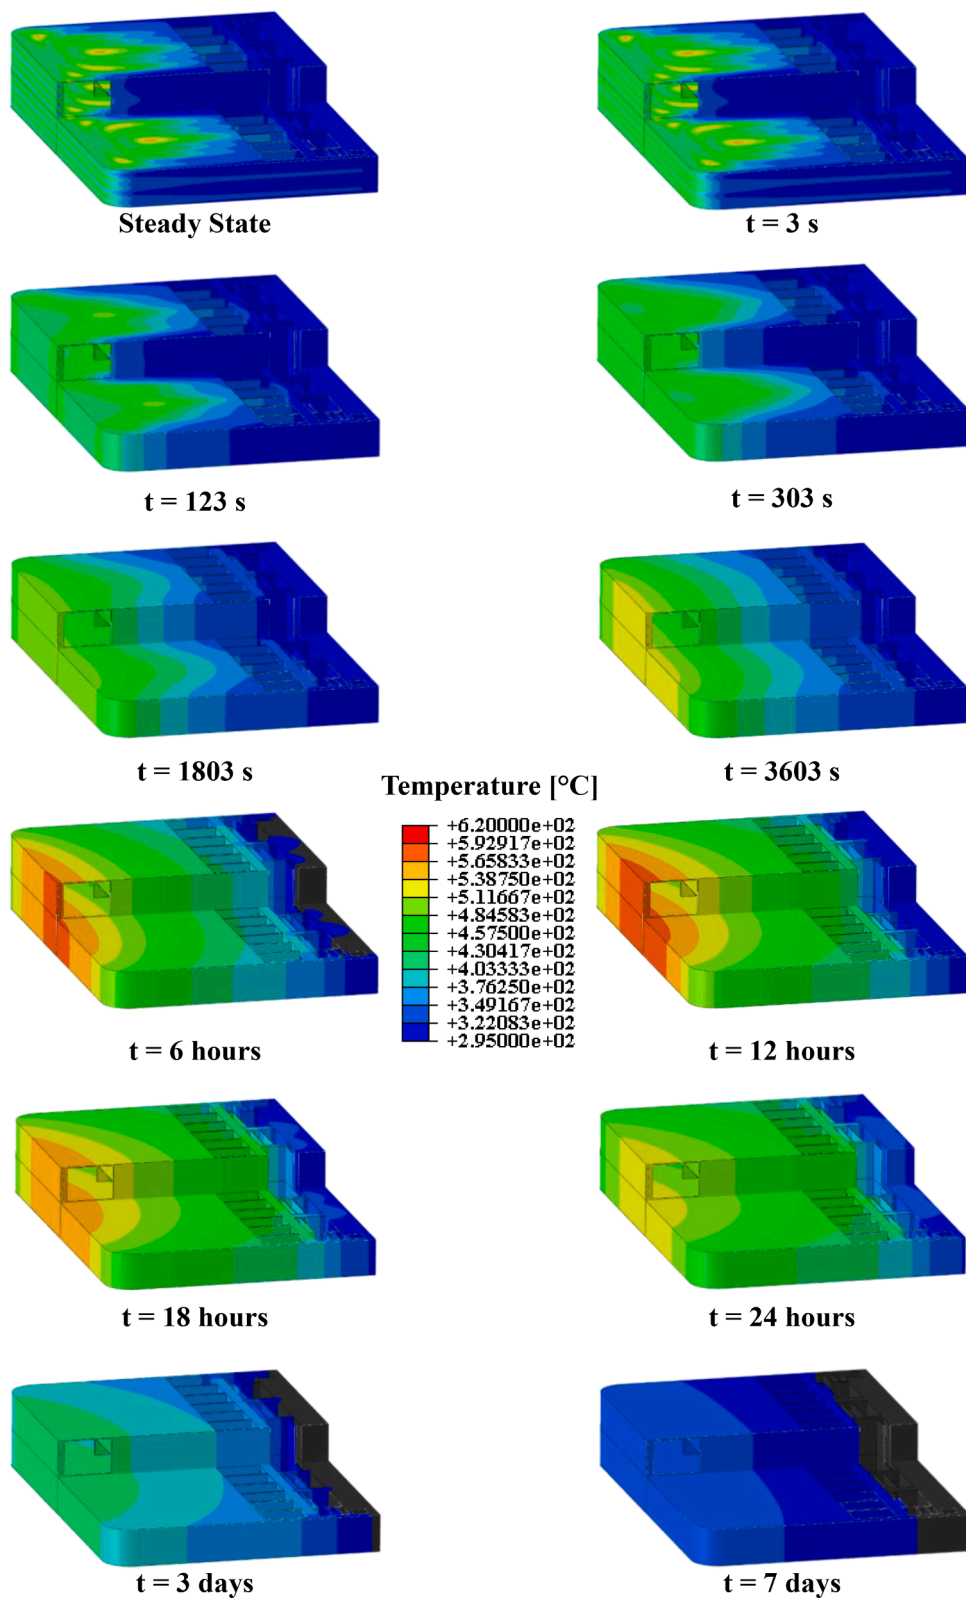 Steady State
t = 3 s
t = 123 s
t = 303 s
t = 1803 s
t = 3603 s
Temperature [°C]
+6.20000e+02
+5.92917e+02
+5.65833e+02
+5.38750e+02
+5.11667e+02
+4.84583e+02
+4.57500e+02
+4.30417e+02
+4.03333e+02
+3.76250e+02
+3.49167e+02
+3.22083e+02
+2.95000e+02
t = 6 hours
t = 12 hours
t = 18 hours
t = 24 hours
t = 3 days
t = 7 days